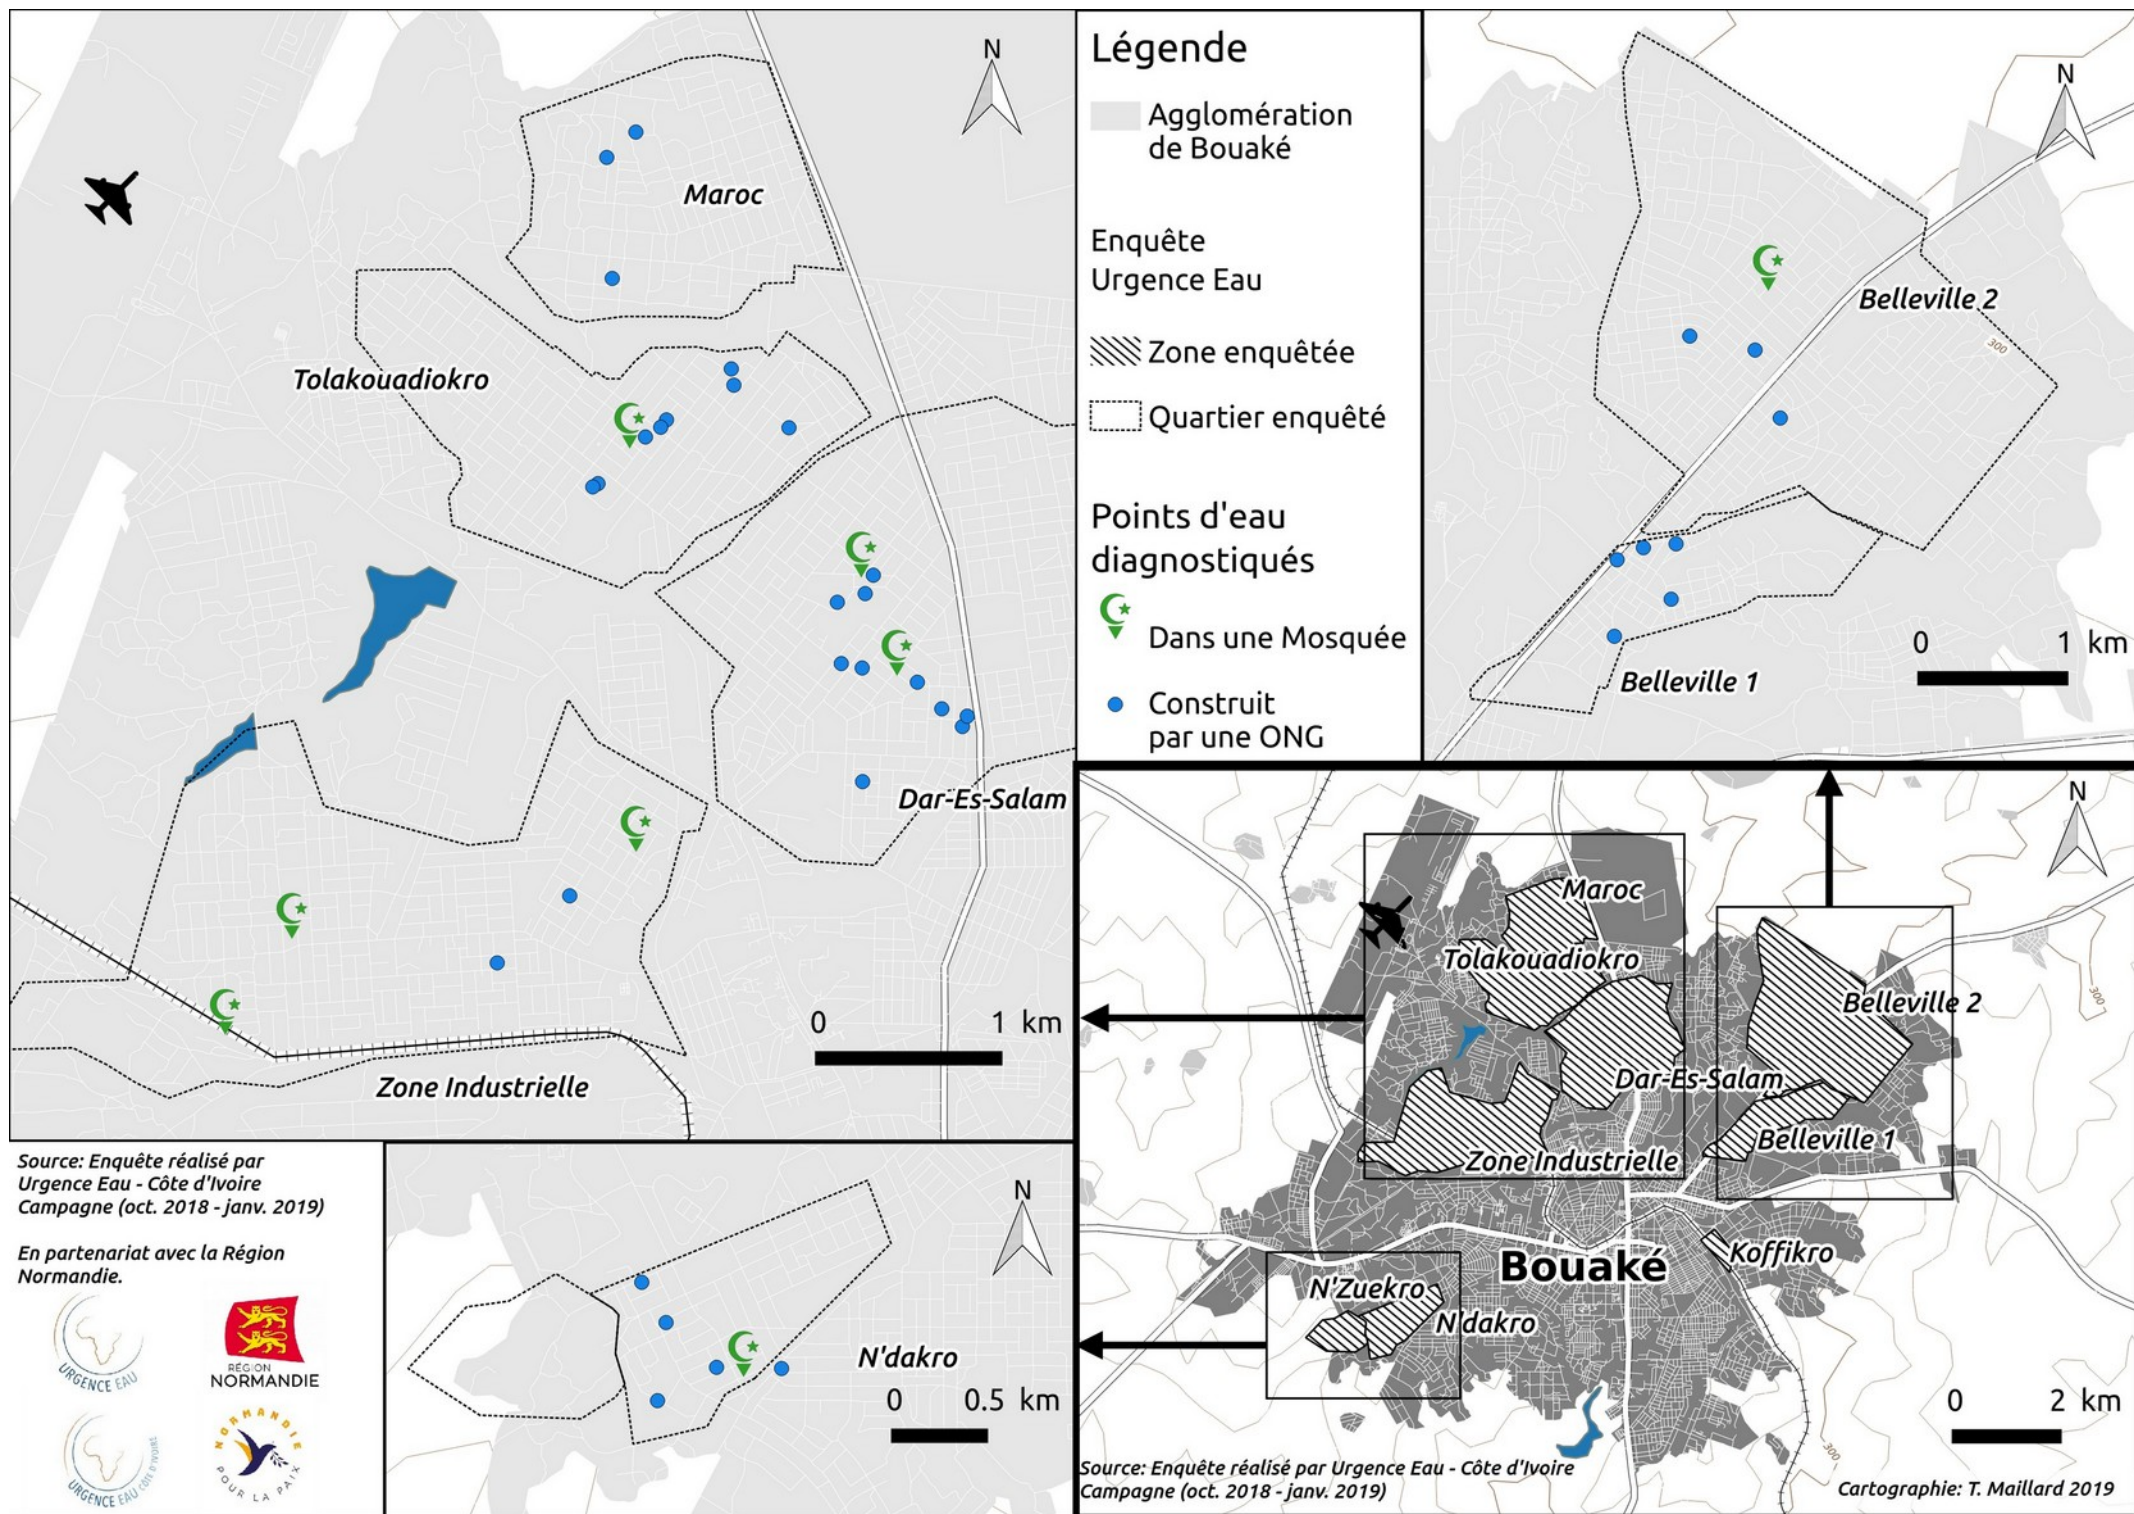 N
Maroc
Tolakouadiokro
Dar-Es-Salam
0 1 km
Zone Industrielle
Légende
Agglomération
de Bouaké
Enquête
Urgence Eau
Zone enquêtée
Quartier enquêté
Points d'eau
diagnostiqués
Dans une Mosquée
Construit
par une ONG
N
Belleville 2
300
0 1 km
Belleville 1
Source: Enquête réalisé par
Urgence Eau - Côte d'Ivoire
Campagne (oct. 2018 - janv. 2019)
En partenariat avec la Région
Normandie.
URGENCE EAU
RÉGION
NORMANDIE
URGENCE EAU CÔTE D'IVOIRE
NORMANDIE
POUR LA PAIX
N
N'dakro
0 0.5 km
N
Maroc
Tolakouadiokro
Belleville 2
300
Dar-Es-Salam
Belleville 1
Zone Industrielle
Koffikro
Bouaké
N'Zuekro
N'dakro
0 2 km
300
Source: Enquête réalisé par Urgence Eau - Côte d'Ivoire
Campagne (oct. 2018 - janv. 2019)
Cartographie: T. Maillard 2019